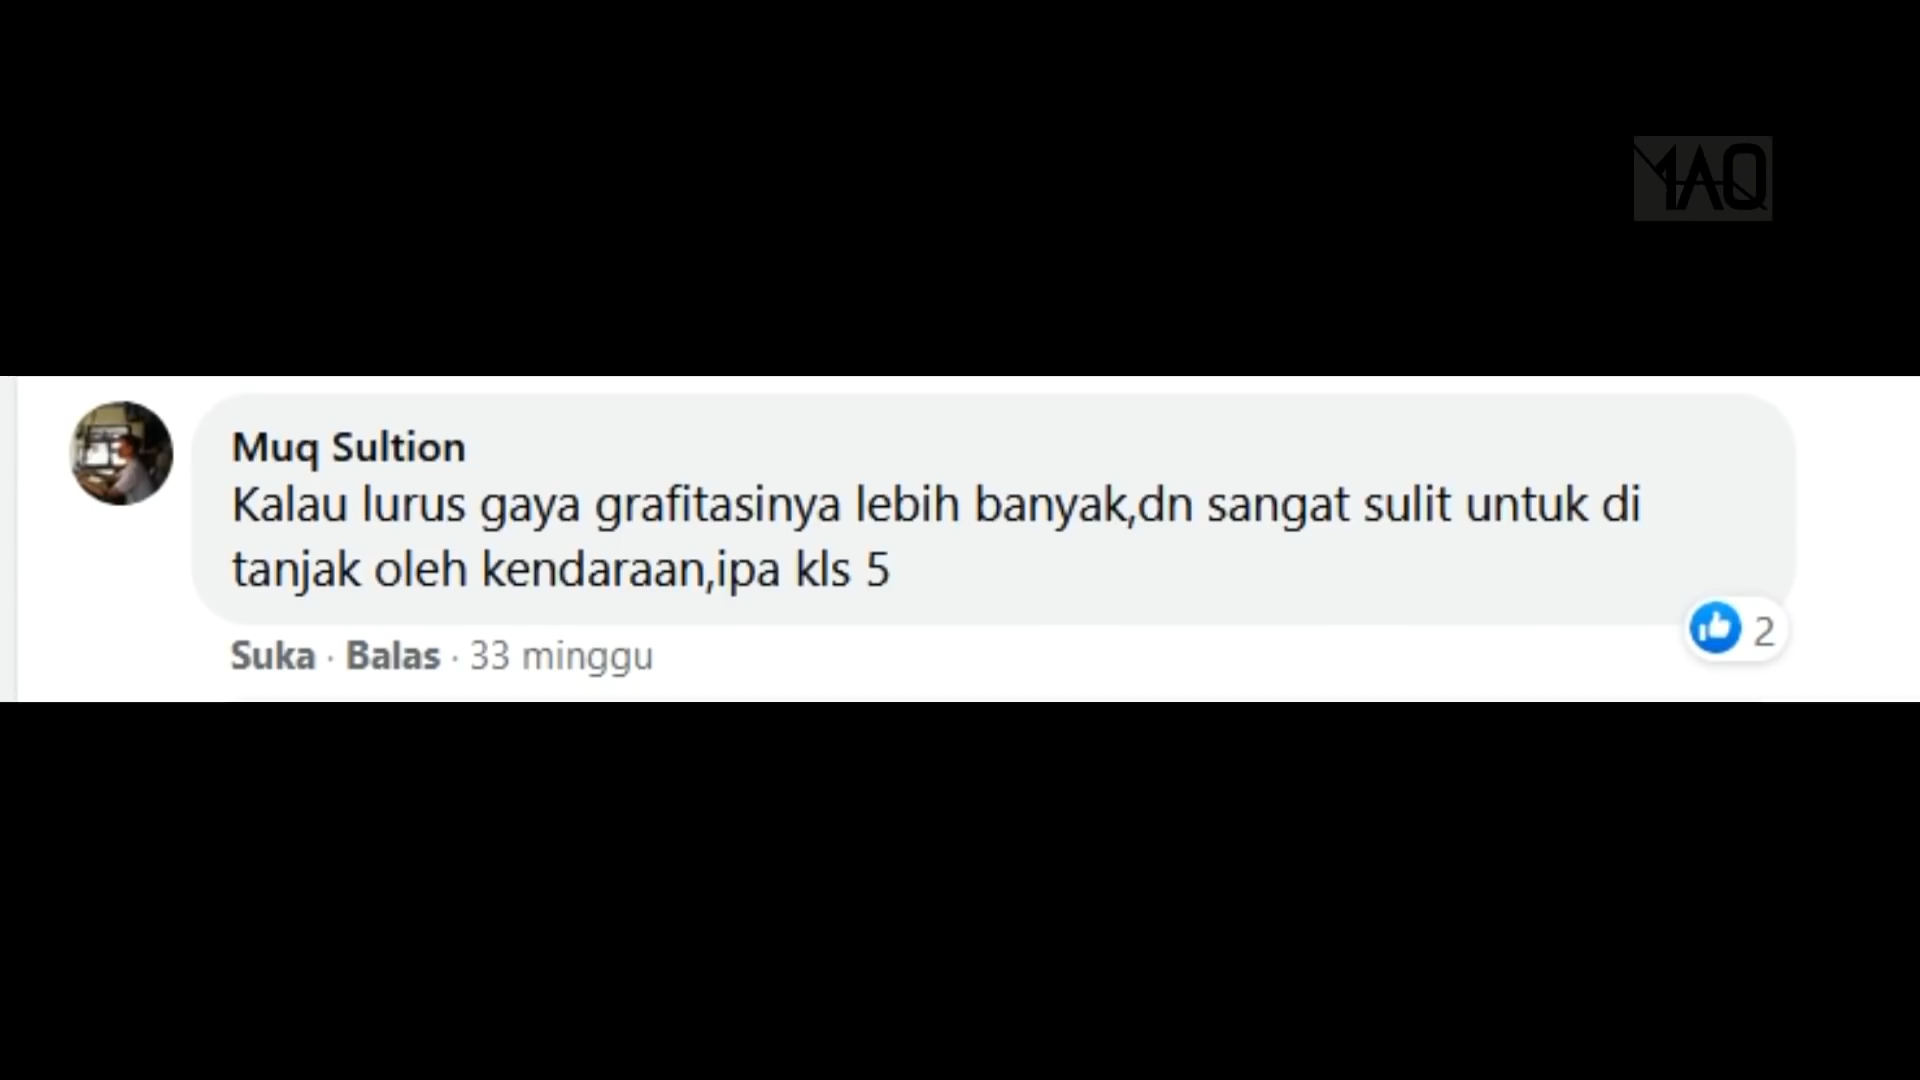 MAQ
Muq Sultion
Kalau lurus gaya grafitasinya lebih banyak,dn sangat sulit untuk di
tanjak oleh kendaraan,ipa kls 5
2
Suka · Balas · 33 minggu